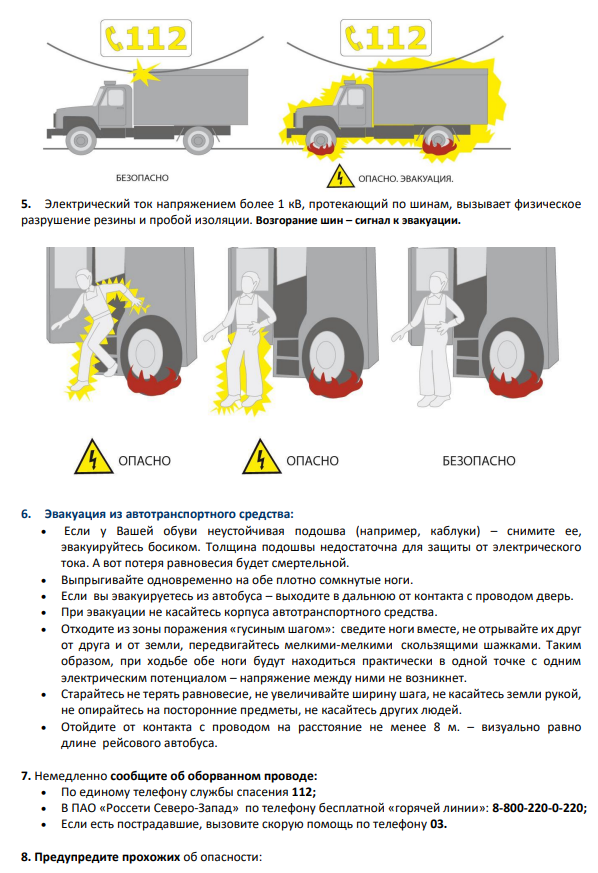 112
112
БЕЗОПАСНО
ОПАСНО. ЭВАКУАЦИЯ.
5. Электрический ток напряжением более 1 кВ, протекающий по шинам, вызывает физическое
разрушение резины и пробой изоляции. Возгорание шин – сигнал к эвакуации.
ОПАСНО
ОПАСНО
БЕЗОПАСНО
6. Эвакуация из автотранспортного средства:
• Если у Вашей обуви неустойчивая подошва (например, каблуки) – снимите ее,
эвакуируйтесь босиком. Толщина подошвы недостаточна для защиты от электрического
тока. А вот потеря равновесия будет смертельной.
• Выпрыгивайте одновременно на обе плотно сомкнутые ноги.
• Если вы эвакуируетесь из автобуса – выходите в дальнюю от контакта с проводом дверь.
• При эвакуации не касайтесь корпуса автотранспортного средства.
• Отходите из зоны поражения «гусиным шагом»: сведите ноги вместе, не отрывайте их друг
от друга и от земли, передвигайтесь мелкими-мелкими скользящими шажками. Таким
образом, при ходьбе обе ноги будут находиться практически в одной точке с одним
электрическим потенциалом – напряжение между ними не возникнет.
• Старайтесь не терять равновесие, не увеличивайте ширину шага, не касайтесь земли рукой,
не опирайтесь на посторонние предметы, не касайтесь других людей.
• Отойдите от контакта с проводом на расстояние не менее 8 м. – визуально равно
длине рейсового автобуса.
7. Немедленно сообщите об оборванном проводе:
• По единому телефону службы спасения 112;
• В ПАО «Россети Северо-Запад» по телефону бесплатной «горячей линии»: 8-800-220-0-220;
• Если есть пострадавшие, вызовите скорую помощь по телефону 03.
8. Предупредите прохожих об опасности: